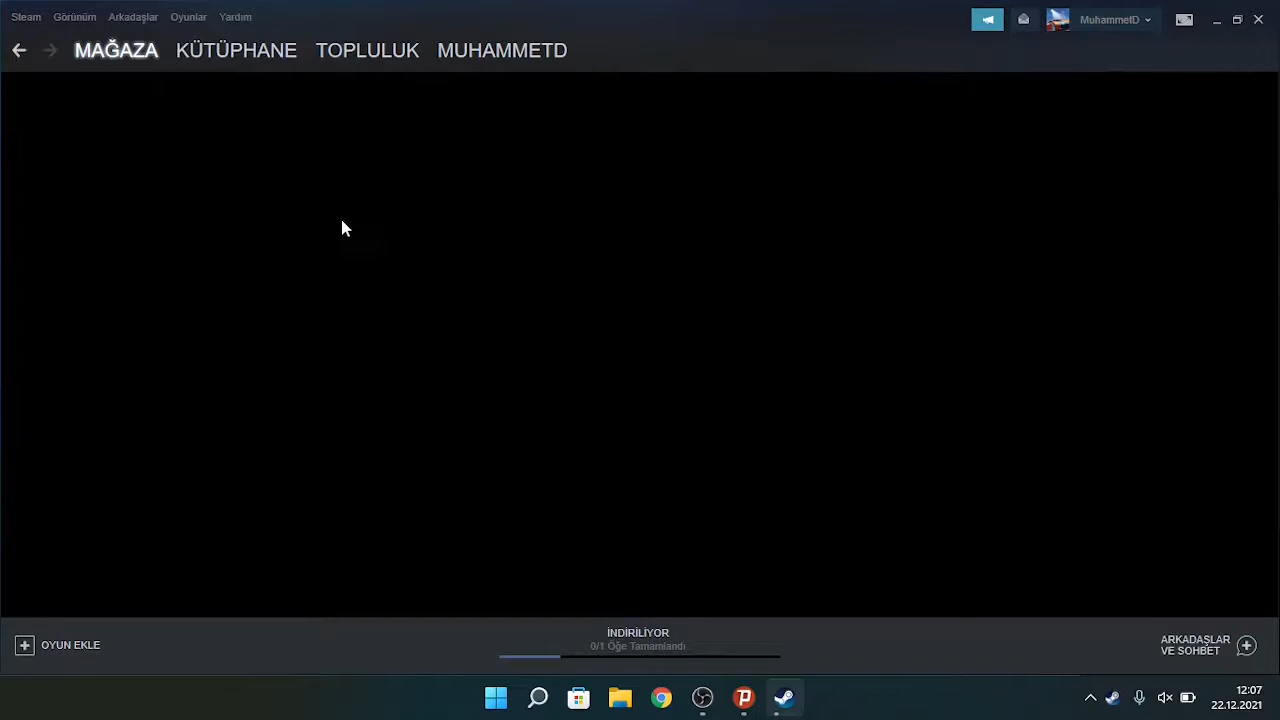 Steam Görünüm Arkadaşlar Oyunlar Yardım
MuhammetD
MAĞAZA KÜTÜPHANE TOPLULUK MUHAMMETD
İNDİRİLİYOR
0/1 Öğe Tamamlandı
OYUN EKLE
ARKADAŞLAR
VE SOHBET
12:07
22.12.2021